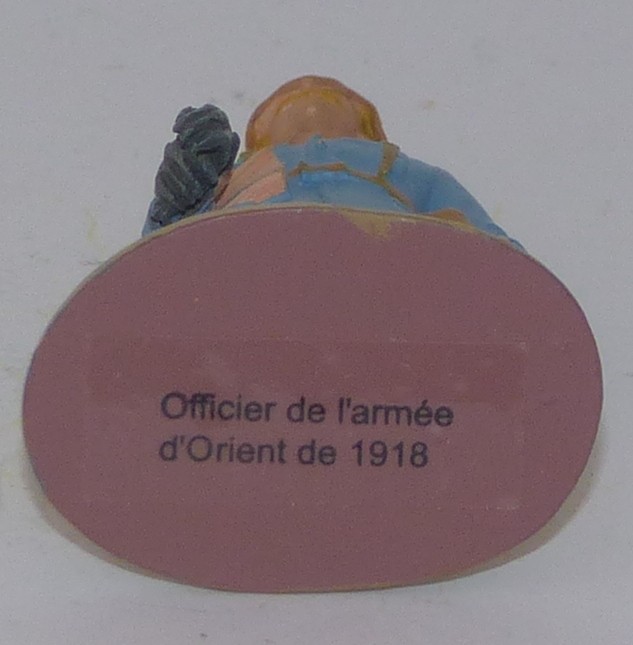 Officier de l'armée
d'Orient de 1918